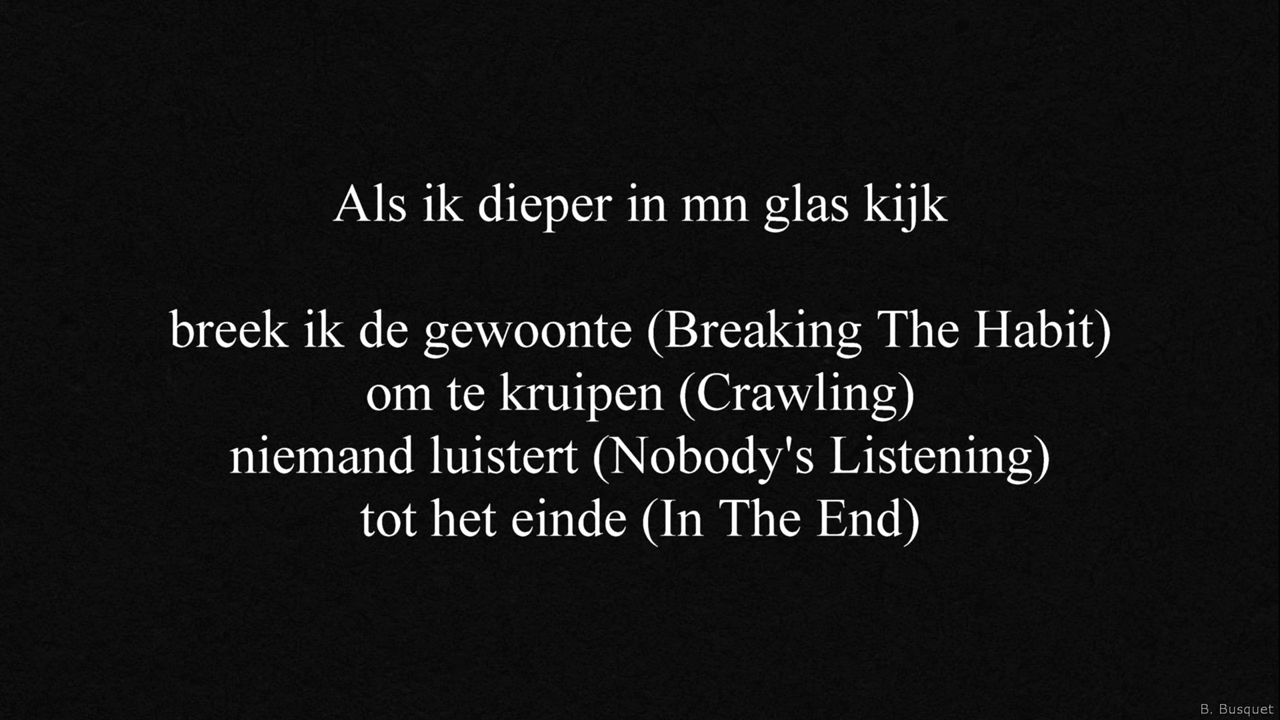 Als ik dieper in mn glas kijk
breek ik de gewoonte (Breaking The Habit)
om te kruipen (Crawling)
niemand luistert (Nobody's Listening)
tot het einde (In The End)
B. Busquet